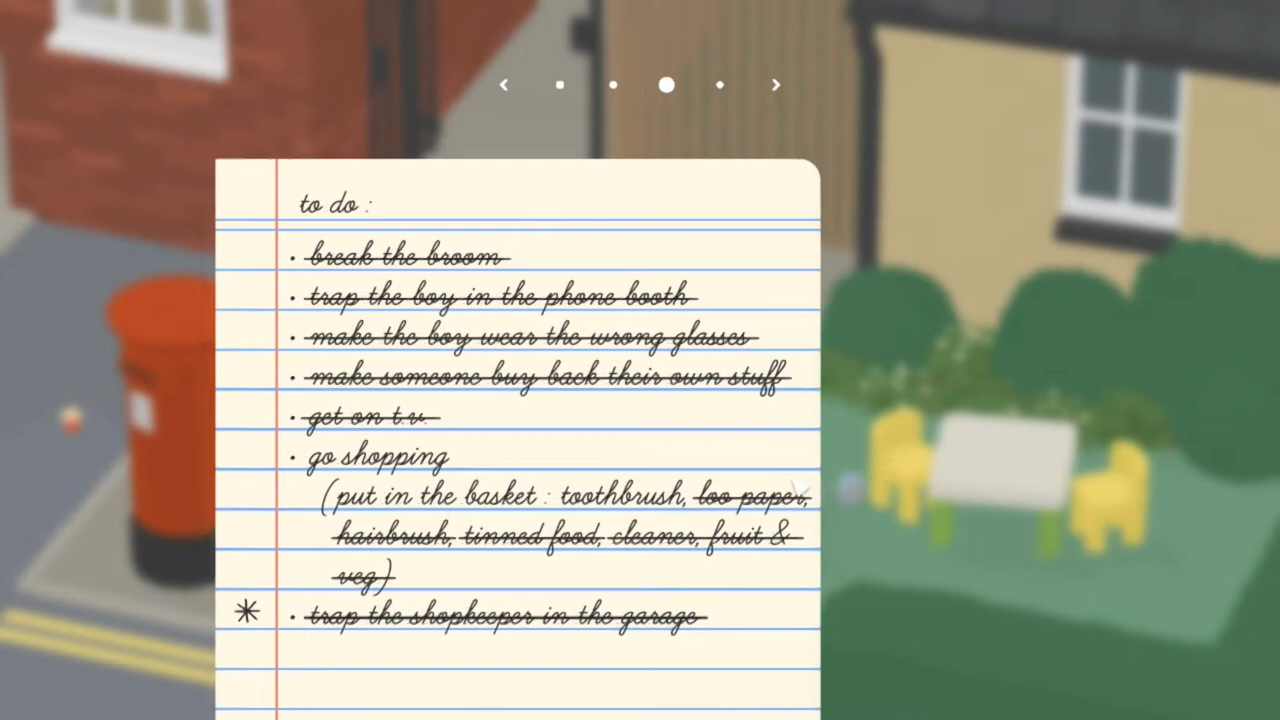 to do :
• break the broom
• trap the boy in the phone booth
• make the boy wear the wrong glasses
• make someone buy back their own stuff
• get on t.v.
• go shopping
(put in the basket : toothbrush, loo paper,
hairbrush, tinned food, cleaner, fruit &
veg)
• trap the shopkeeper in the garage